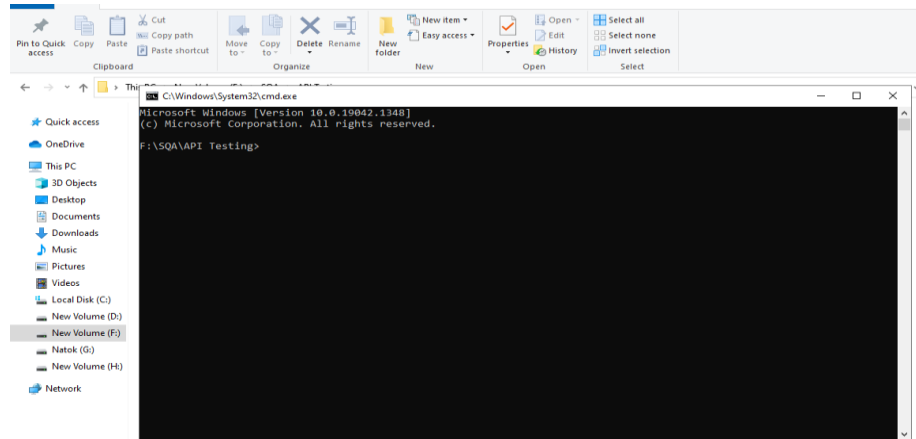 Cut
Copy path
Paste shortcut
Pin to Quick access
Copy
Paste
Clipboard
Move to
Copy to
Delete
Rename
Organize
New folder
New item
Easy access
New
Properties
Open
Edit
History
Open
Select all
Select none
Invert selection
Select
C:\Windows\System32\cmd.exe
Microsoft Windows [Version 10.0.19042.1348]
(c) Microsoft Corporation. All rights reserved.
F:\SQA\API Testing>
Quick access
OneDrive
This PC
3D Objects
Desktop
Documents
Downloads
Music
Pictures
Videos
Local Disk (C:)
New Volume (D:)
New Volume (F:)
Natok (G:)
New Volume (H:)
Network